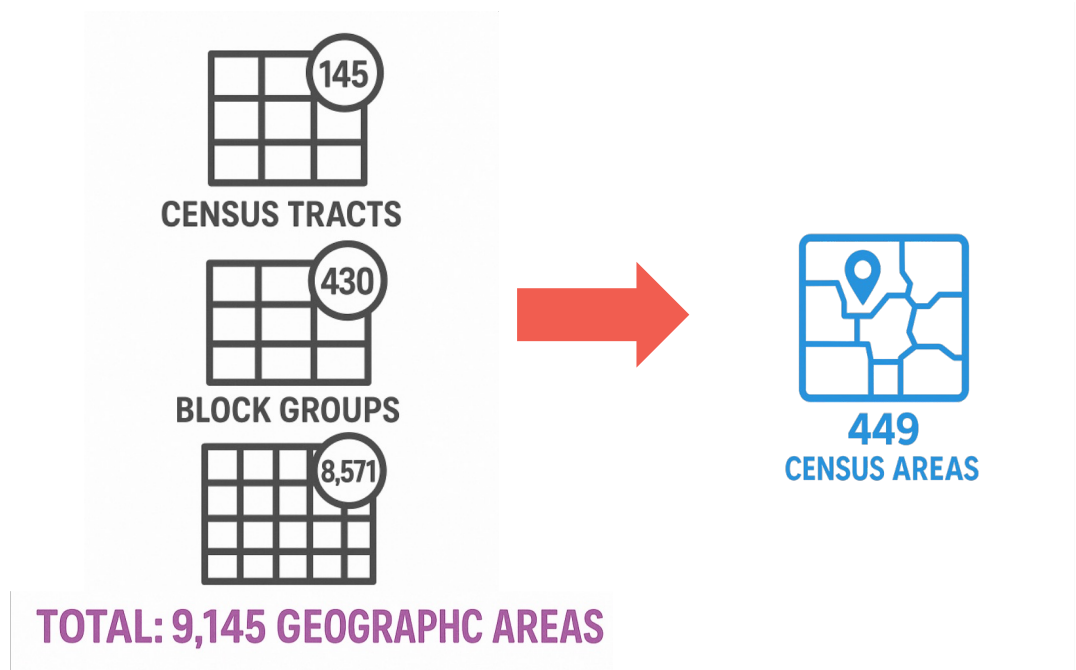 145
CENSUS TRACTS
430
BLOCK GROUPS
8,571
TOTAL: 9,145 GEOGRAPHC AREAS
449
CENSUS AREAS